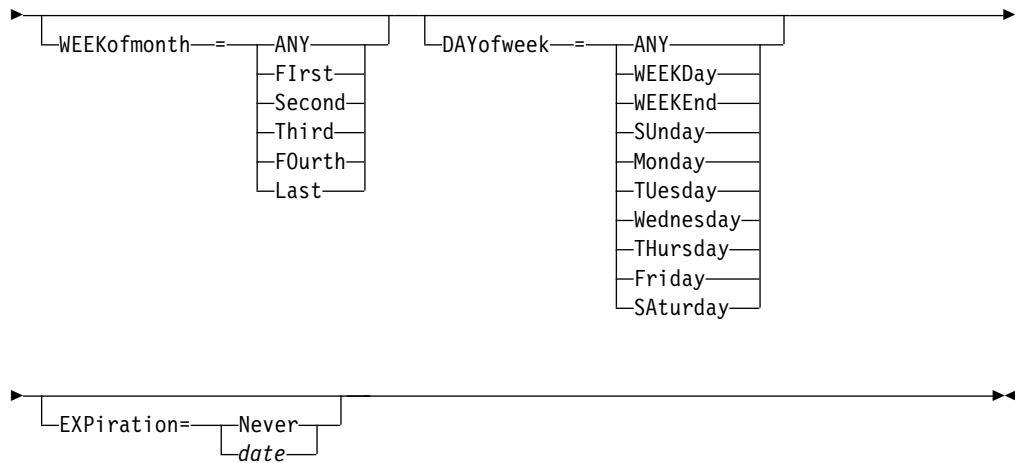 WEEKofmonth = ANY DAYofweek = ANY
FIrst WEEKDay
Second WEEKEnd
Third SUnday
FOurth Monday
Last TUesday
Wednesday
THursday
Friday
SAturday
EXPiration= Never
date